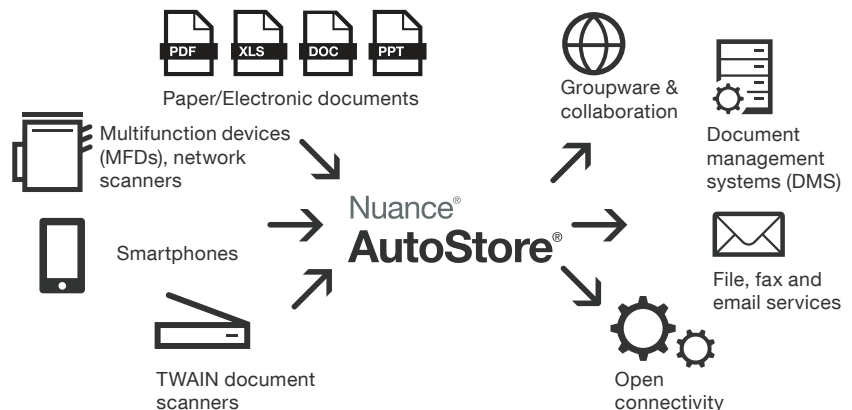 PDF
XLS
DOC
PPT
Paper/Electronic documents
Multifunction devices
(MFDs), network
scanners
Smartphones
TWAIN document
scanners
Nuance®
AutoStore®
Groupware &
collaboration
Document
management
systems (DMS)
File, fax and
email services
Open
connectivity